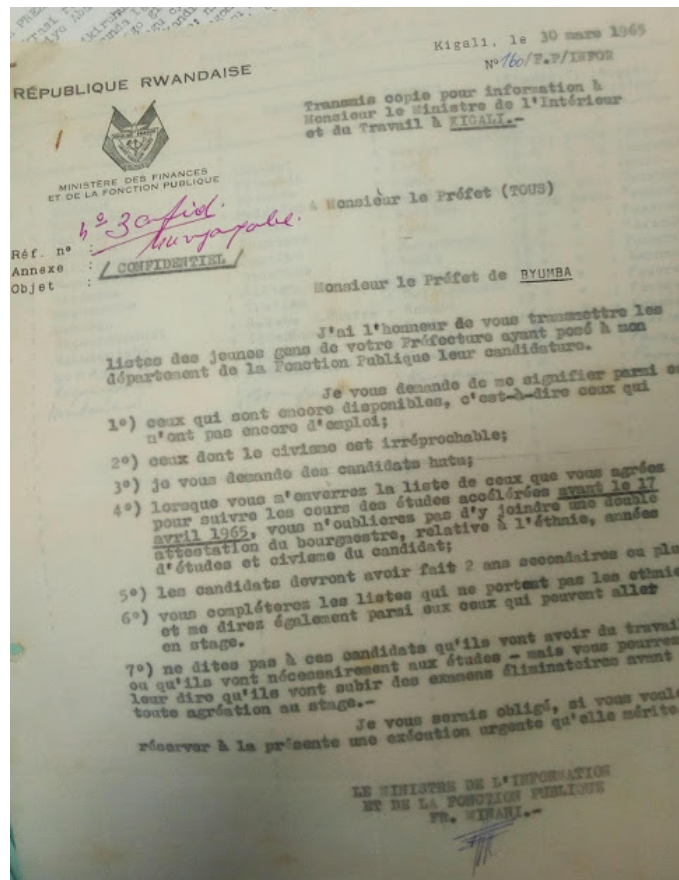 Kigali, le 30 mars 1965
N° 160/F.P/INFOR
RÉPUBLIQUE RWANDAISE
Transmis copie pour information à
Monsieur le Ministre de l'Intérieur
et du Travail à KIGALI.-
MINISTÈRE DES FINANCES
ET DE LA FONCTION PUBLIQUE
à Monsieur le Préfet (TOUS)
Réf. n° :
Annexe :
Objet :
/ CONFIDENTIEL /
Monsieur le Préfet de BYUMBA
J'ai l'honneur de vous transmettre les
listes des jeunes gens de votre Préfecture ayant posé à mon
département de la Fonction Publique leur candidature.
Je vous demande de me signifier parmi
1°) ceux qui sont encore disponibles, c'est-à-dire ceux qui
n'ont pas encore d'emploi;
2°) ceux dont le civisme est irréprochable;
3°) je vous demande des candidats hutu;
4°) lorsque vous m'enverrez la liste de ceux que vous agrées
pour suivre les cours des études accélérées avant le 17
avril 1965, vous n'oublierez pas d'y joindre une double
attestation du bourgmestre, relative à l'éthnie, années
d'études et civisme du candidat;
5°) les candidats devront avoir fait 2 ans secondaires ou
6°) vous compléterez les listes qui ne portent pas les ethnie
et me direz également parmi eux ceux qui peuvent aller
en stage.
7°) ne dites pas à ces candidats qu'ils vont avoir du travail
ou qu'ils vont nécessairement aux études - mais vous pourrez
leur dire qu'ils vont subir des examens éliminatoires avant
toute agréation au stage.-
Je vous serais obligé, si vous
réserver à la présente une exécution urgente qu'elle mérite
LE MINISTRE DE L'INFORMATION
ET DE LA FONCTION PUBLIQUE
FR. MINANI.-